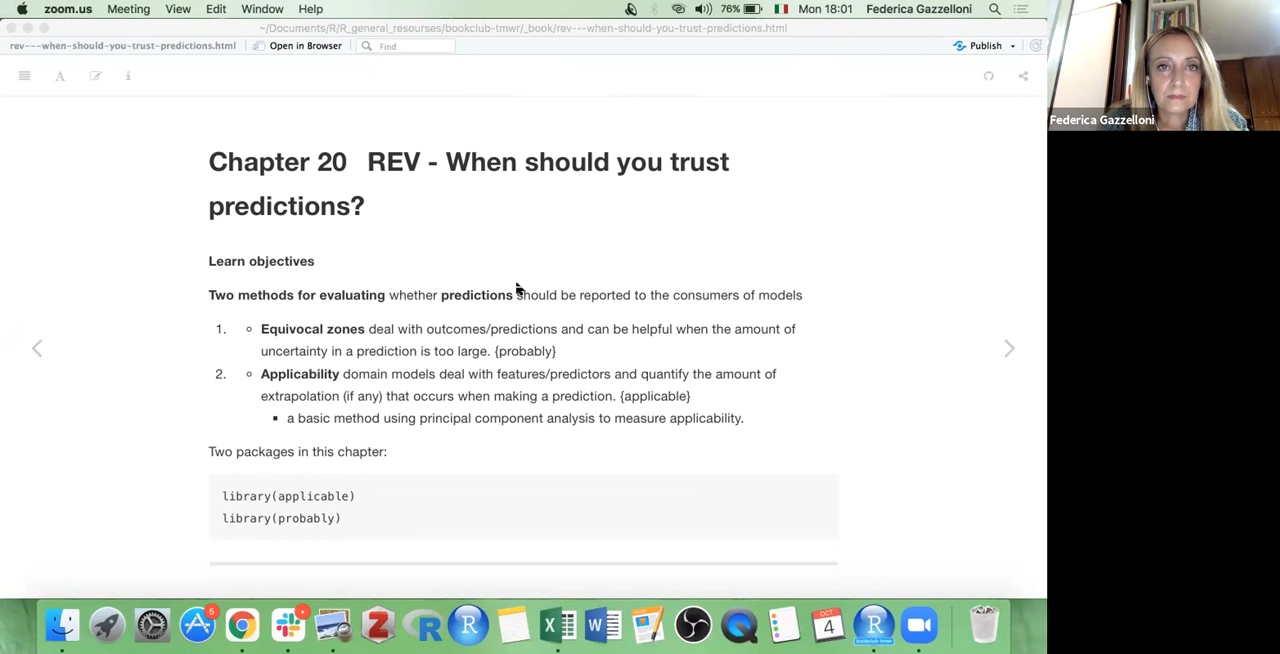 zoom.us Meeting View Edit Window Help 76% Mon 18:01 Federica Gazzelloni
~/Documents/R/R_general_resourses/bookclub-tmwr/_book/rev---when-should-you-trust-predictions.html
rev---when-should-you-trust-predictions.html Open in Browser Find Publish
Federica Gazzelloni
Chapter 20 REV - When should you trust
predictions?
Learn objectives
Two methods for evaluating whether predictions should be reported to the consumers of models
1. Equivocal zones deal with outcomes/predictions and can be helpful when the amount of
uncertainty in a prediction is too large. {probably}
2. Applicability domain models deal with features/predictors and quantify the amount of
extrapolation (if any) that occurs when making a prediction. {applicable}
a basic method using principal component analysis to measure applicability.
Two packages in this chapter:
library(applicable)
library(probably)
5
OCT
4
bookclub-tmwr